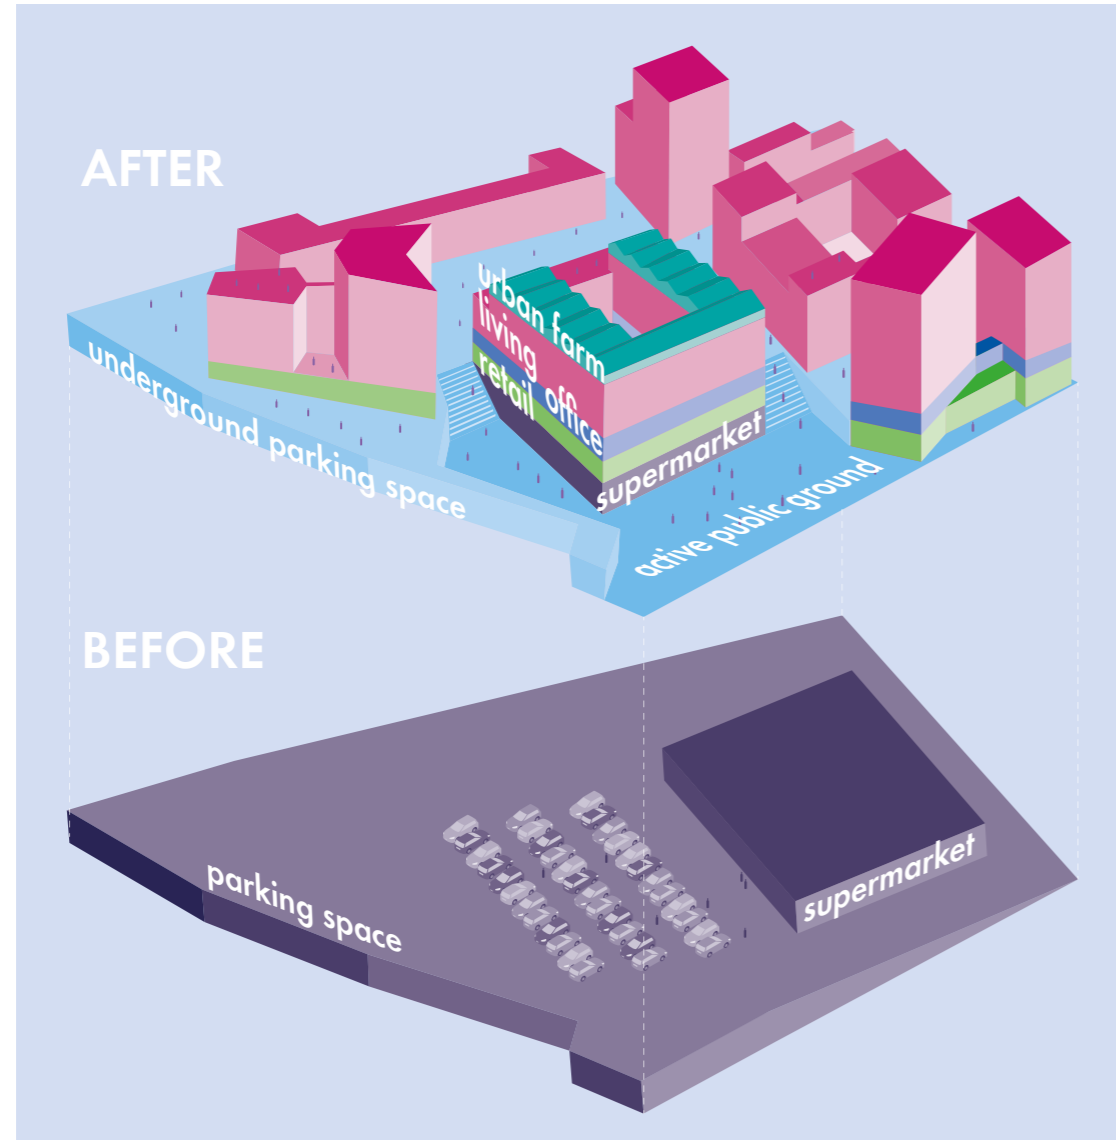 AFTER
urban farm
living
office
retail
supermarket
underground parking space
active public ground
BEFORE
parking space
supermarket